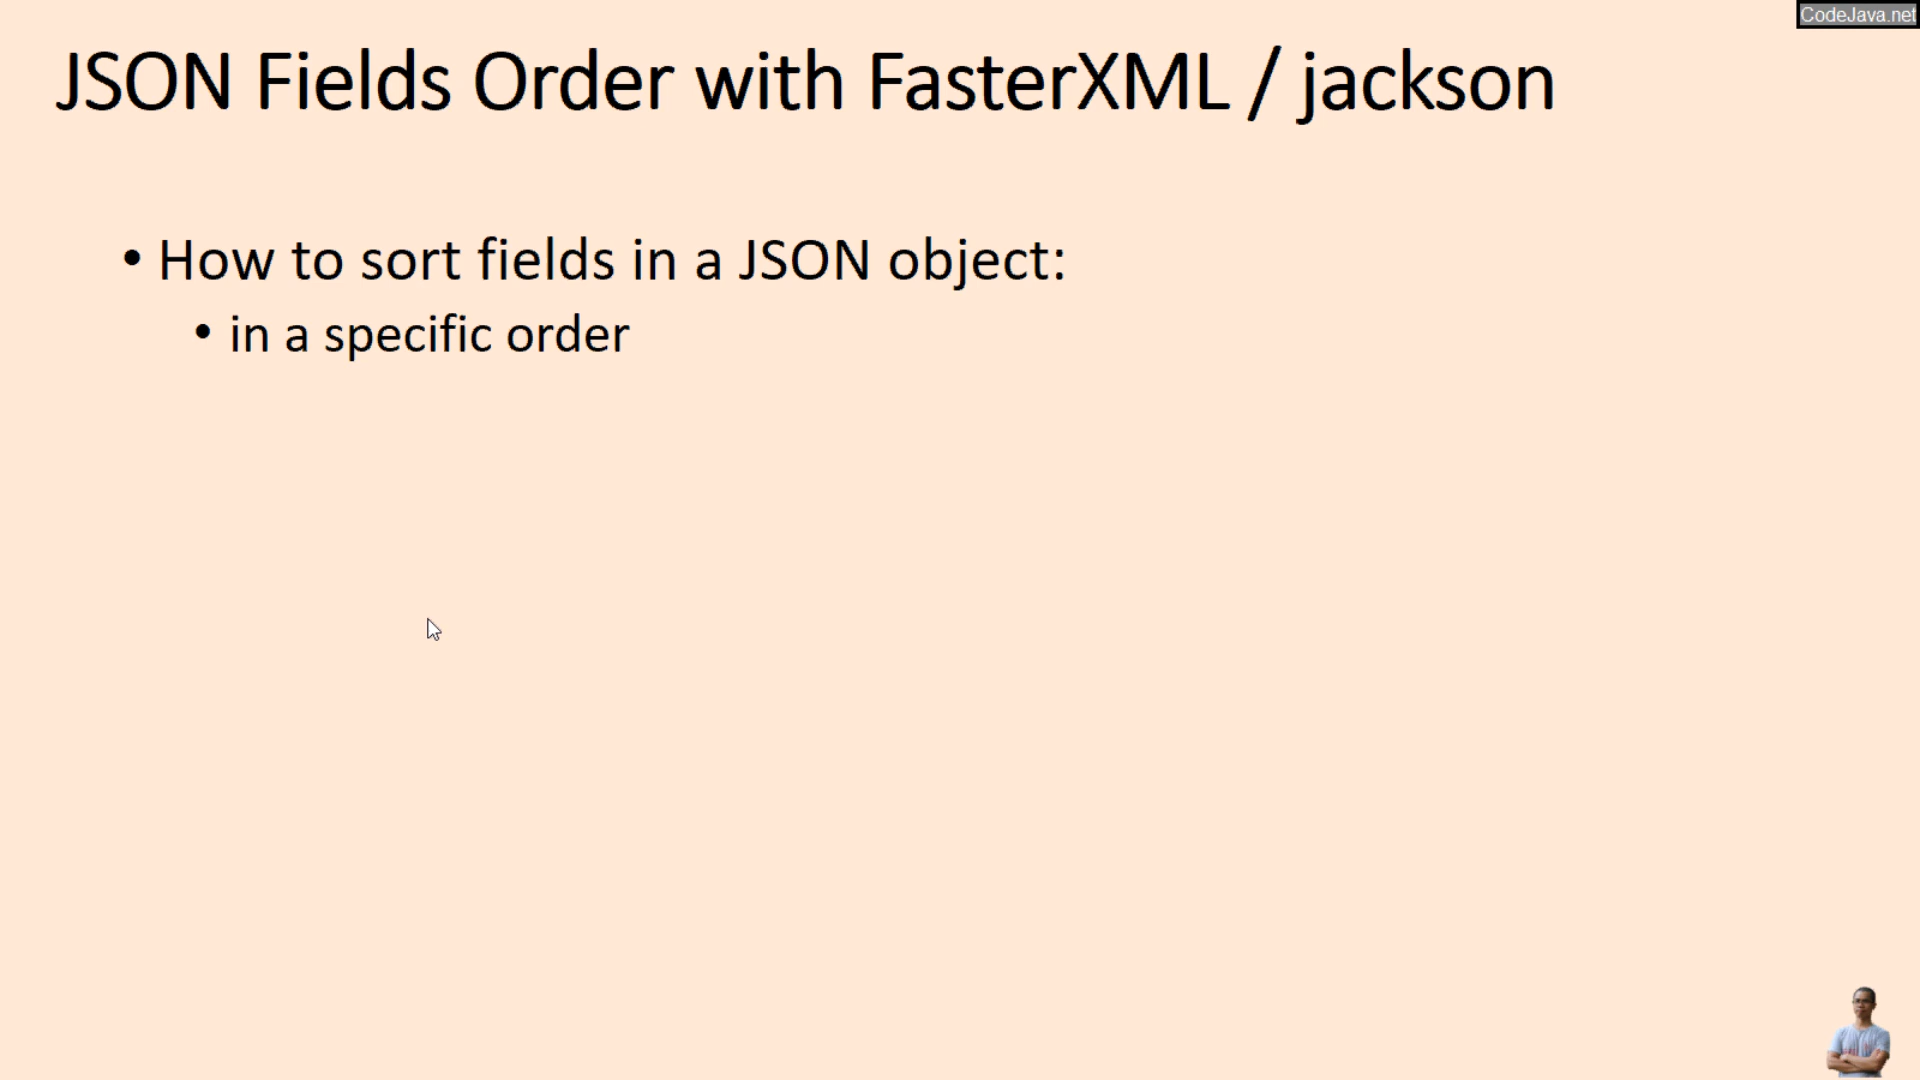 CodeJava.net
JSON Fields Order with FasterXML / jackson
• How to sort fields in a JSON object:
• in a specific order